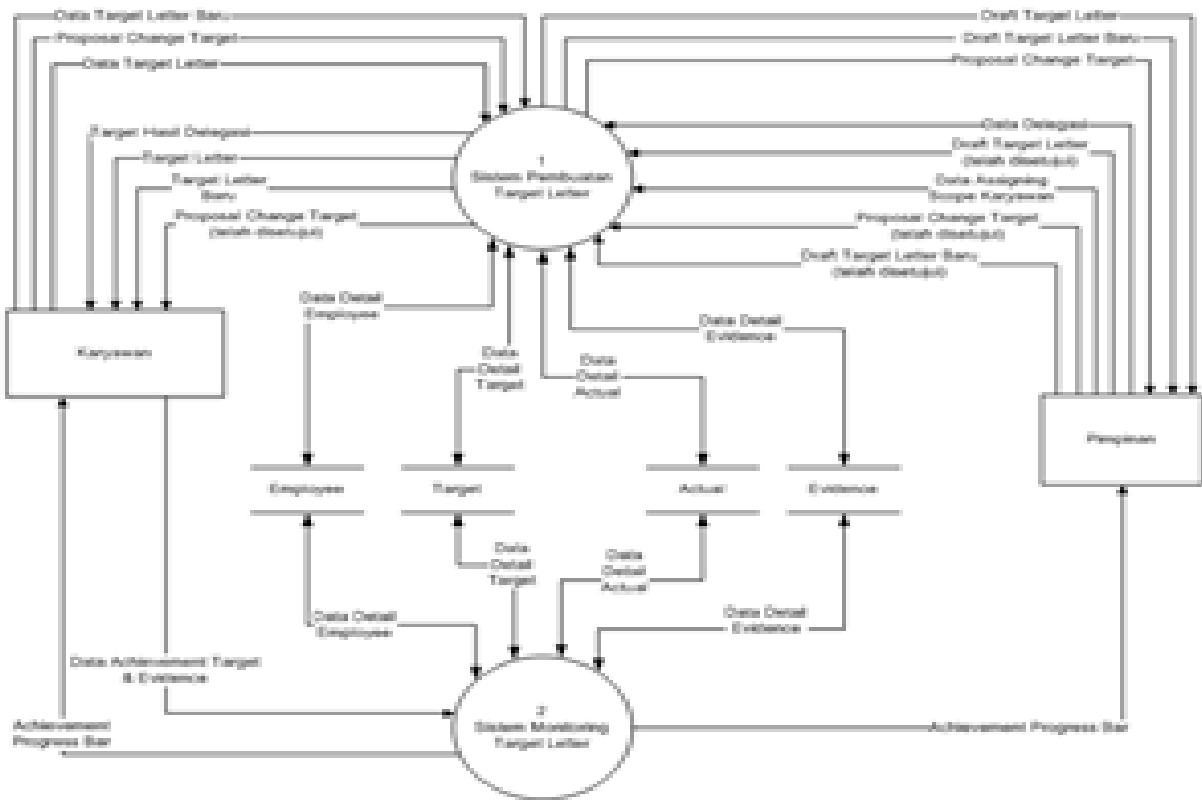 Data Target Letter Baru
Proposal Change Target
Data Target Letter
Draft Target Letter
Draft Target Letter Baru
Proposal Change Target
Target Hasil Delegasi
Target Letter
Target Letter
Baru
Proposal Change Target
(telah disetujui)
1
Sistem Pembuatan
Target Letter
Data Delegasi
Draft Target Letter
(telah disetujui)
Data Assigning
Scope Karyawan
Proposal Change Target
(telah disetujui)
Draft Target Letter Baru
(telah disetujui)
Karyawan
Data Detail
Employee
Data
Detail
Target
Data
Detail
Actual
Data Detail
Evidence
Pimpinan
Employee
Target
Actual
Evidence
Data Detail
Employee
Data
Detail
Target
Data
Detail
Actual
Data Detail
Evidence
Data Achievement Target
& Evidence
Achievement
Progress Bar
2
Sistem Monitoring
Target Letter
Achievement Progress Bar